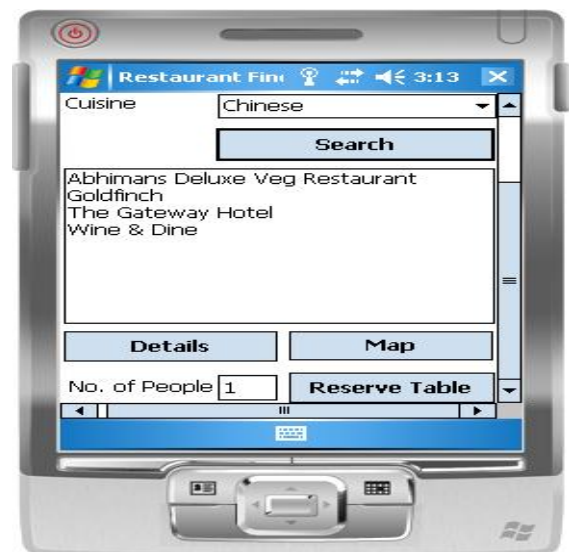 Restaurant Fin
3:13
Cuisine
Chinese
Search
Abhimans Deluxe Veg Restaurant
Goldfinch
The Gateway Hotel
Wine & Dine
Details
Map
No. of People
1
Reserve Table